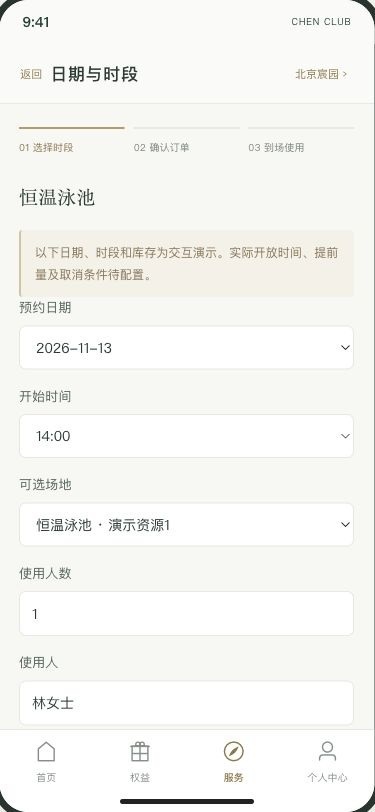 9:41
CHEN CLUB
返回 日期与时段 北京宸园 ›
01 选择时段 02 确认订单 03 到场使用
恒温泳池
以下日期、时段和库存为交互演示。实际开放时间、提前
量及取消条件待配置。
预约日期
2026-11-13
开始时间
14:00
可选场地
恒温泳池 · 演示资源1
使用人数
1
使用人
林女士
首页 权益 服务 个人中心